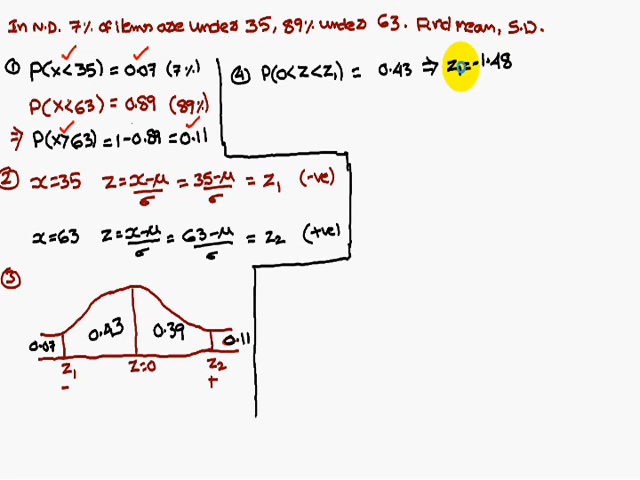 In N.D. 7% of items are under 35, 89% under 63. Find mean, S.D.
① P(X<35) = 0.07 (7%)
P(X<63) = 0.89 (89%)
⇒ P(X>63) = 1-0.89 = 0.11
② x=35 Z = x-μ/σ = 35-μ/σ = Z₁ (-ve)
x=63 Z = x-μ/σ = 63-μ/σ = Z₂ (+ve)
③
0.07 0.43 0.39 0.11
Z₁ Z=0 Z₂
- +
④ P(0<Z<Z₁) = 0.43 ⇒ Z₁=-1.48